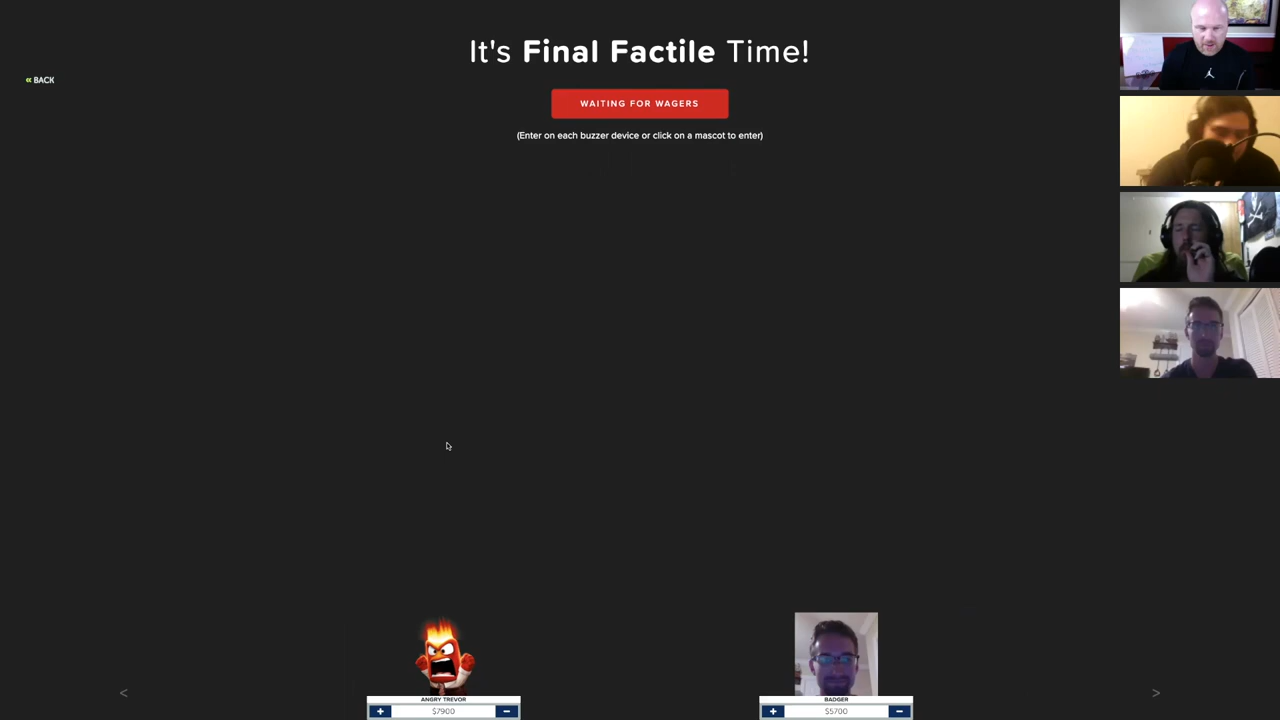 It's Final Factile Time!
« BACK
WAITING FOR WAGERS
(Enter on each buzzer device or click on a mascot to enter)
< >
ANGRY TREVOR
+ $7900 −
BADGER
+ $5700 −